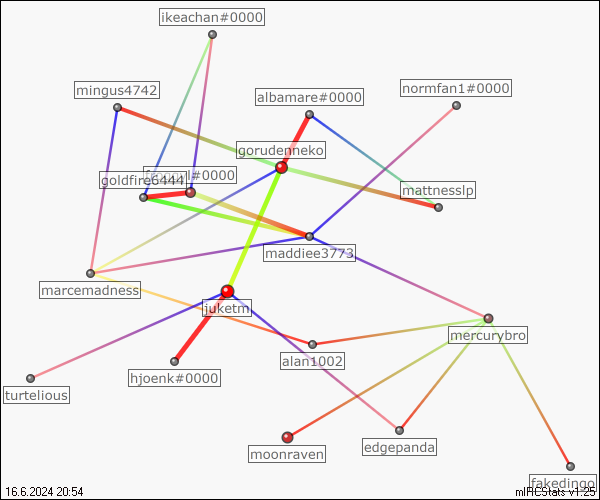 ikeachan#0000
mingus4742
normfan1#0000
albamare#0000
gorudenneko
goldfire6444
l#0000
mattnesslp
maddiee3773
marcemadness
juketm
mercurybro
alan1002
hjoenk#0000
turtelious
edgepanda
moonraven
fakedingo
16.6.2024 20:54
mIRCStats v1.25